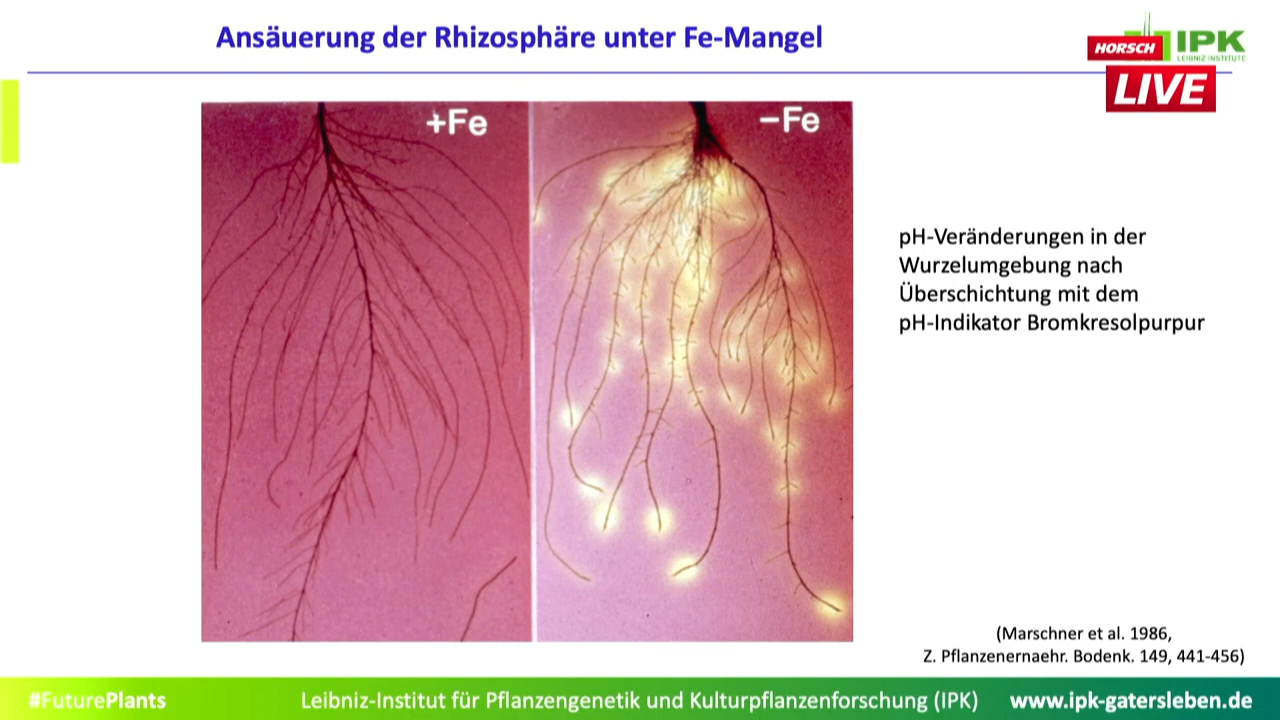 Ansäuerung der Rhizosphäre unter Fe-Mangel
HORSCH
LIVE
IPK
LEIBNIZ INSTITUTE
+Fe
−Fe
pH-Veränderungen in der
Wurzelumgebung nach
Überschichtung mit dem
pH-Indikator Bromkresolpurpur
(Marschner et al. 1986,
Z. Pflanzenernaehr. Bodenk. 149, 441-456)
#FuturePlants
Leibniz-Institut für Pflanzengenetik und Kulturpflanzenforschung (IPK)
www.ipk-gatersleben.de